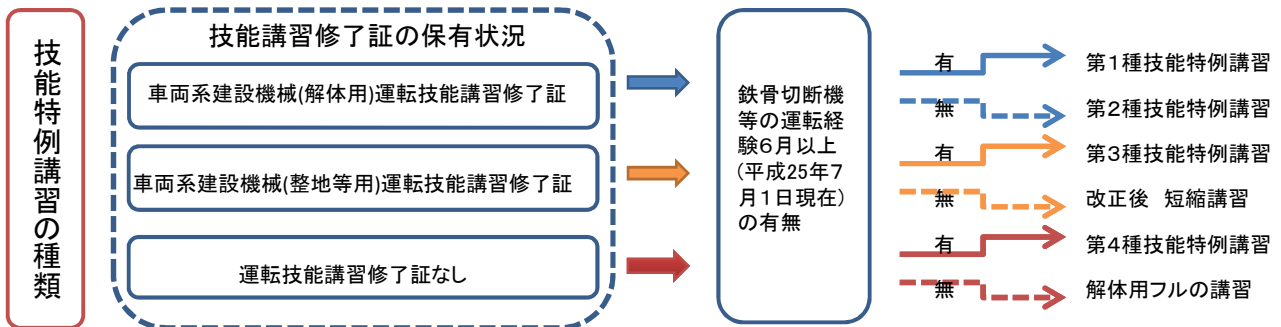 技能特例講習の種類
技能講習修了証の保有状況
車両系建設機械(解体用)運転技能講習修了証
車両系建設機械(整地等用)運転技能講習修了証
運転技能講習修了証なし
鉄骨切断機
等の運転経
験6月以上
(平成25年7
月1日現在)
の有無
有
第1種技能特例講習
無
第2種技能特例講習
有
第3種技能特例講習
無
改正後 短縮講習
有
第4種技能特例講習
無
解体用フルの講習